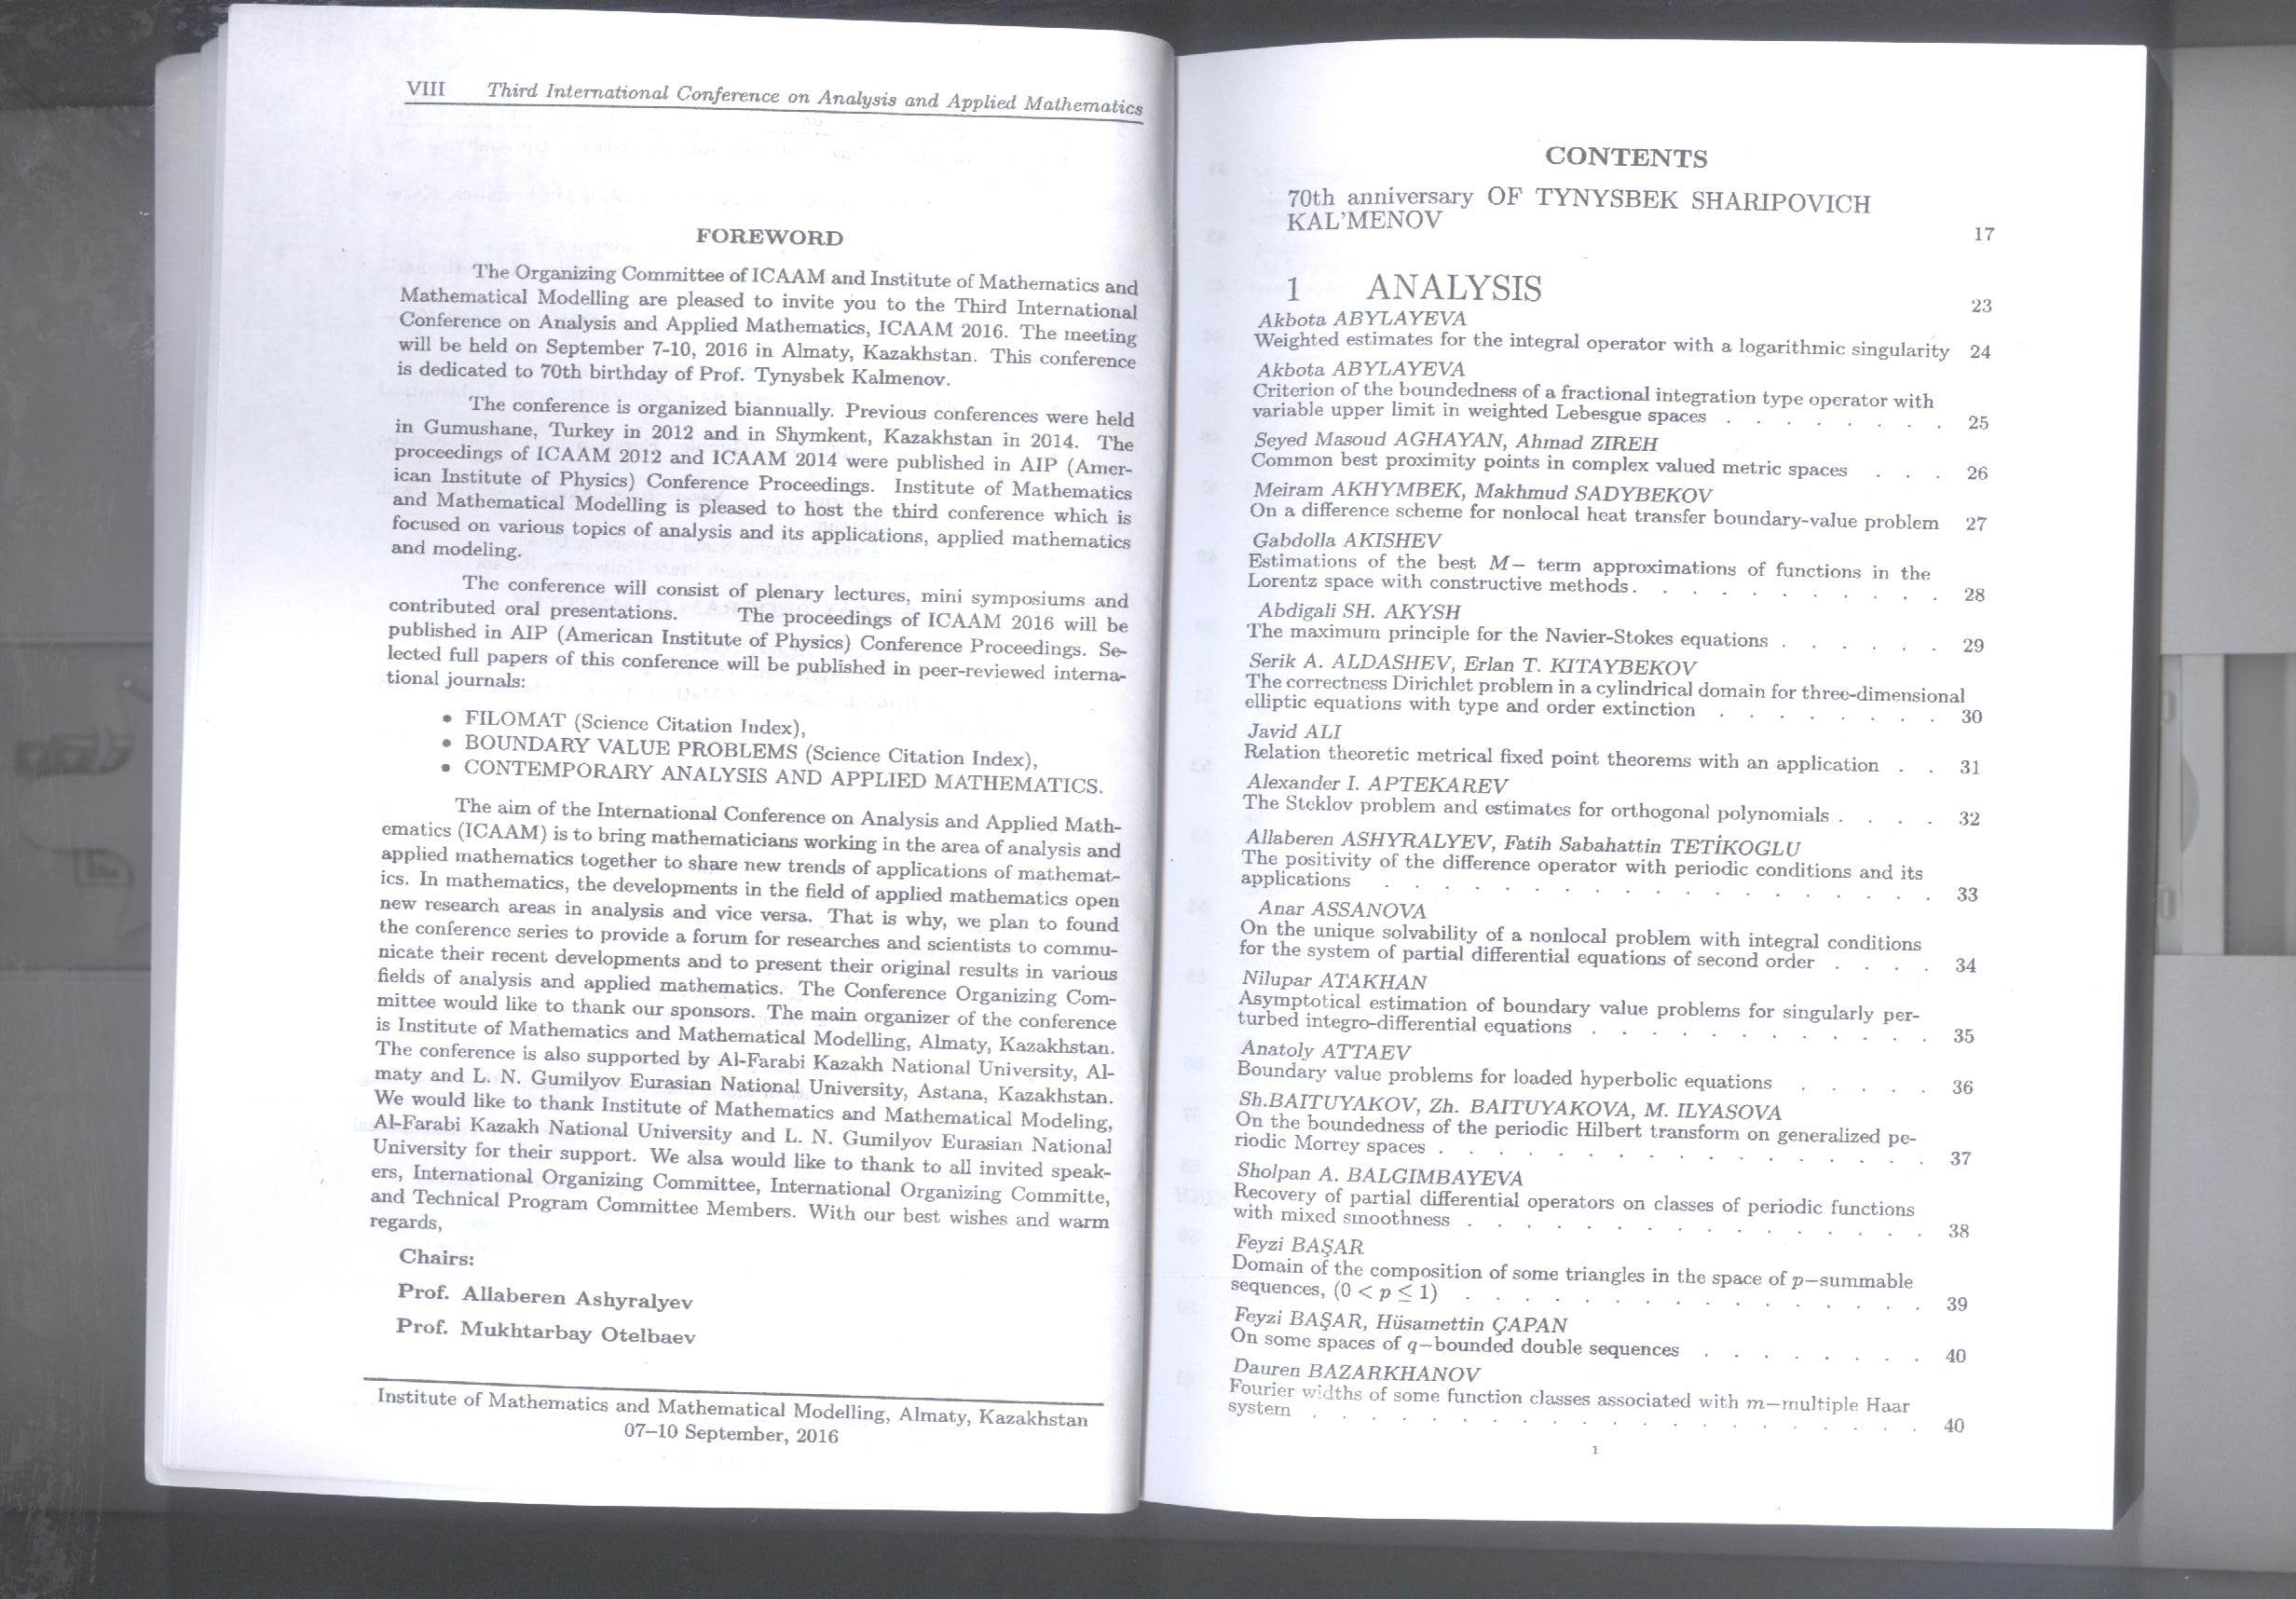 VIII Third International Conference on Analysis and Applied Mathematics
FOREWORD
The Organizing Committee of ICAAM and Institute of Mathematics and
Mathematical Modelling are pleased to invite you to the Third International
Conference on Analysis and Applied Mathematics, ICAAM 2016. The meeting
will be held on September 7-10, 2016 in Almaty, Kazakhstan. This conference
is dedicated to 70th birthday of Prof. Tynysbek Kalmenov.
The conference is organized biannually. Previous conferences were held
in Gumushane, Turkey in 2012 and in Shymkent, Kazakhstan in 2014. The
proceedings of ICAAM 2012 and ICAAM 2014 were published in AIP (Amer-
ican Institute of Physics) Conference Proceedings. Institute of Mathematics
and Mathematical Modelling is pleased to host the third conference which is
focused on various topics of analysis and its applications, applied mathematics
and modeling.
The conference will consist of plenary lectures, mini symposiums and
contributed oral presentations. The proceedings of ICAAM 2016 will be
published in AIP (American Institute of Physics) Conference Proceedings. Se-
lected full papers of this conference will be published in peer-reviewed interna-
tional journals:
• FILOMAT (Science Citation Index),
• BOUNDARY VALUE PROBLEMS (Science Citation Index),
• CONTEMPORARY ANALYSIS AND APPLIED MATHEMATICS.
The aim of the International Conference on Analysis and Applied Math-
ematics (ICAAM) is to bring mathematicians working in the area of analysis and
applied mathematics together to share new trends of applications of mathemat-
ics. In mathematics, the developments in the field of applied mathematics open
new research areas in analysis and vice versa. That is why, we plan to found
the conference series to provide a forum for researches and scientists to commu-
nicate their recent developments and to present their original results in various
fields of analysis and applied mathematics. The Conference Organizing Com-
mittee would like to thank our sponsors. The main organizer of the conference
is Institute of Mathematics and Mathematical Modelling, Almaty, Kazakhstan.
The conference is also supported by Al-Farabi Kazakh National University, Al-
maty and L. N. Gumilyov Eurasian National University, Astana, Kazakhstan.
We would like to thank Institute of Mathematics and Mathematical Modeling,
Al-Farabi Kazakh National University and L. N. Gumilyov Eurasian National
University for their support. We alsa would like to thank to all invited speak-
ers, International Organizing Committee, International Organizing Committe,
and Technical Program Committee Members. With our best wishes and warm
regards,
Chairs:
Prof. Allaberen Ashyralyev
Prof. Mukhtarbay Otelbaev
Institute of Mathematics and Mathematical Modelling, Almaty, Kazakhstan
07–10 September, 2016
CONTENTS
70th anniversary OF TYNYSBEK SHARIPOVICH
KAL'MENOV 17
1 ANALYSIS 23
Akbota ABYLAYEVA
Weighted estimates for the integral operator with a logarithmic singularity 24
Akbota ABYLAYEVA
Criterion of the boundedness of a fractional integration type operator with
variable upper limit in weighted Lebesgue spaces . . . . . . . . 25
Seyed Masoud AGHAYAN, Ahmad ZIREH
Common best proximity points in complex valued metric spaces . . . 26
Meiram AKHYMBEK, Makhmud SADYBEKOV
On a difference scheme for nonlocal heat transfer boundary-value problem 27
Gabdolla AKISHEV
Estimations of the best M− term approximations of functions in the
Lorentz space with constructive methods . . . . . . . . . . . 28
Abdigali SH. AKYSH
The maximum principle for the Navier-Stokes equations . . . . . . 29
Serik A. ALDASHEV, Erlan T. KITAYBEKOV
The correctness Dirichlet problem in a cylindrical domain for three-dimensional
elliptic equations with type and order extinction . . . . . . . . 30
Javid ALI
Relation theoretic metrical fixed point theorems with an application . . 31
Alexander I. APTEKAREV
The Steklov problem and estimates for orthogonal polynomials . . . . 32
Allaberen ASHYRALYEV, Fatih Sabahattin TETİKOGLU
The positivity of the difference operator with periodic conditions and its
applications . . . . . . . . . . . . . . . . . . . 33
Anar ASSANOVA
On the unique solvability of a nonlocal problem with integral conditions
for the system of partial differential equations of second order . . . . 34
Nilupar ATAKHAN
Asymptotical estimation of boundary value problems for singularly per-
turbed integro-differential equations . . . . . . . . . . . . 35
Anatoly ATTAEV
Boundary value problems for loaded hyperbolic equations . . . . . 36
Sh.BAITUYAKOV, Zh. BAITUYAKOVA, M. ILYASOVA
On the boundedness of the periodic Hilbert transform on generalized pe-
riodic Morrey spaces . . . . . . . . . . . . . . . . . 37
Sholpan A. BALGIMBAYEVA
Recovery of partial differential operators on classes of periodic functions
with mixed smoothness . . . . . . . . . . . . . . . . 38
Feyzi BAŞAR
Domain of the composition of some triangles in the space of p−summable
sequences, (0 < p ≤ 1) . . . . . . . . . . . . . . . . 39
Feyzi BAŞAR, Hüsamettin ÇAPAN
On some spaces of q−bounded double sequences . . . . . . . . 40
Dauren BAZARKHANOV
Fourier widths of some function classes associated with m−multiple Haar
system . . . . . . . . . . . . . . . . . . . . . 40
1